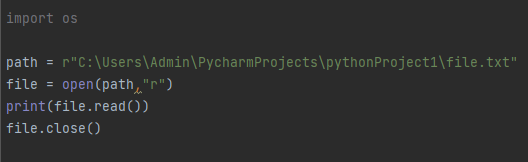 import os
path = r"C:\Users\Admin\PycharmProjects\pythonProject1\file.txt"
file = open(path,"r")
print(file.read())
file.close()